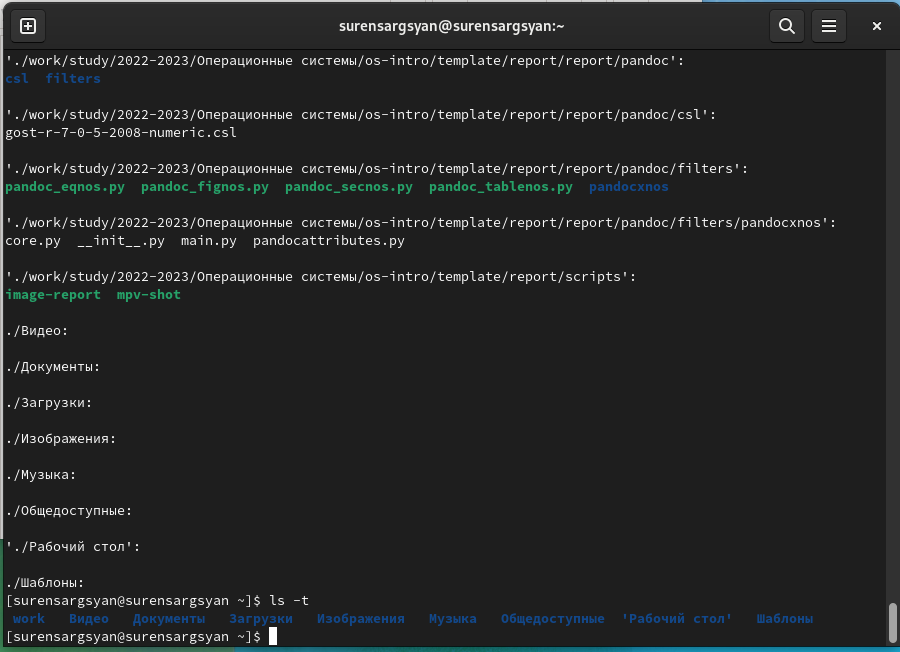 surensargsyan@surensargsyan:~
'./work/study/2022-2023/Операционные системы/os-intro/template/report/report/pandoc':
csl  filters
'./work/study/2022-2023/Операционные системы/os-intro/template/report/report/pandoc/csl':
gost-r-7-0-5-2008-numeric.csl
'./work/study/2022-2023/Операционные системы/os-intro/template/report/report/pandoc/filters':
pandoc_eqnos.py  pandoc_fignos.py  pandoc_secnos.py  pandoc_tablenos.py  pandocxnos
'./work/study/2022-2023/Операционные системы/os-intro/template/report/report/pandoc/filters/pandocxnos':
core.py  __init__.py  main.py  pandocattributes.py
'./work/study/2022-2023/Операционные системы/os-intro/template/report/scripts':
image-report  mpv-shot
./Видео:
./Документы:
./Загрузки:
./Изображения:
./Музыка:
./Общедоступные:
'./Рабочий стол':
./Шаблоны:
[surensargsyan@surensargsyan ~]$ ls -t
work   Видео   Документы   Загрузки   Изображения   Музыка   Общедоступные  'Рабочий стол'   Шаблоны
[surensargsyan@surensargsyan ~]$